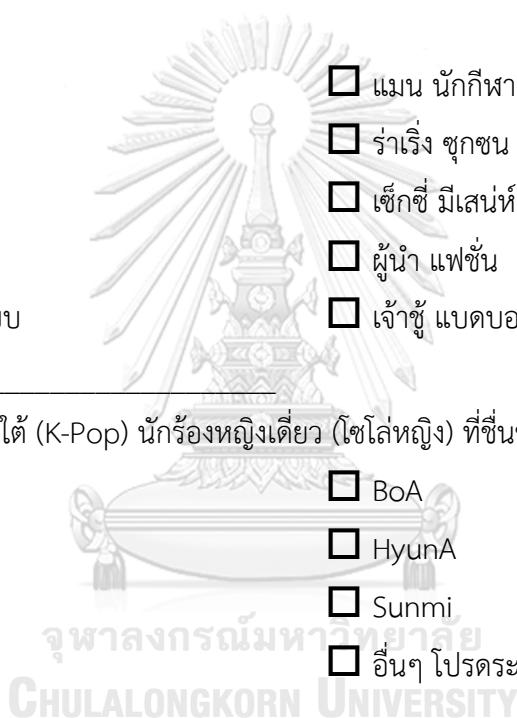 ☐ แมน นักกีฬา
☐ ร่าเริ่ง ซุกซน
☐ เซ็กซี่ มีเสน่ห์
☐ ผู้นำ แฟชั่น
☐ เจ้าชู้ แบดบอ
ใต้ (K-Pop) นักร้องหญิงเดี่ยว (โซโล่หญิง) ที่ชื่น
☐ BoA
☐ HyunA
☐ Sunmi
☐ อื่นๆ โปรดระ
จุฬาลงกรณ์มหาวิทยาลัย
CHULALONGKORN UNIVERSITY